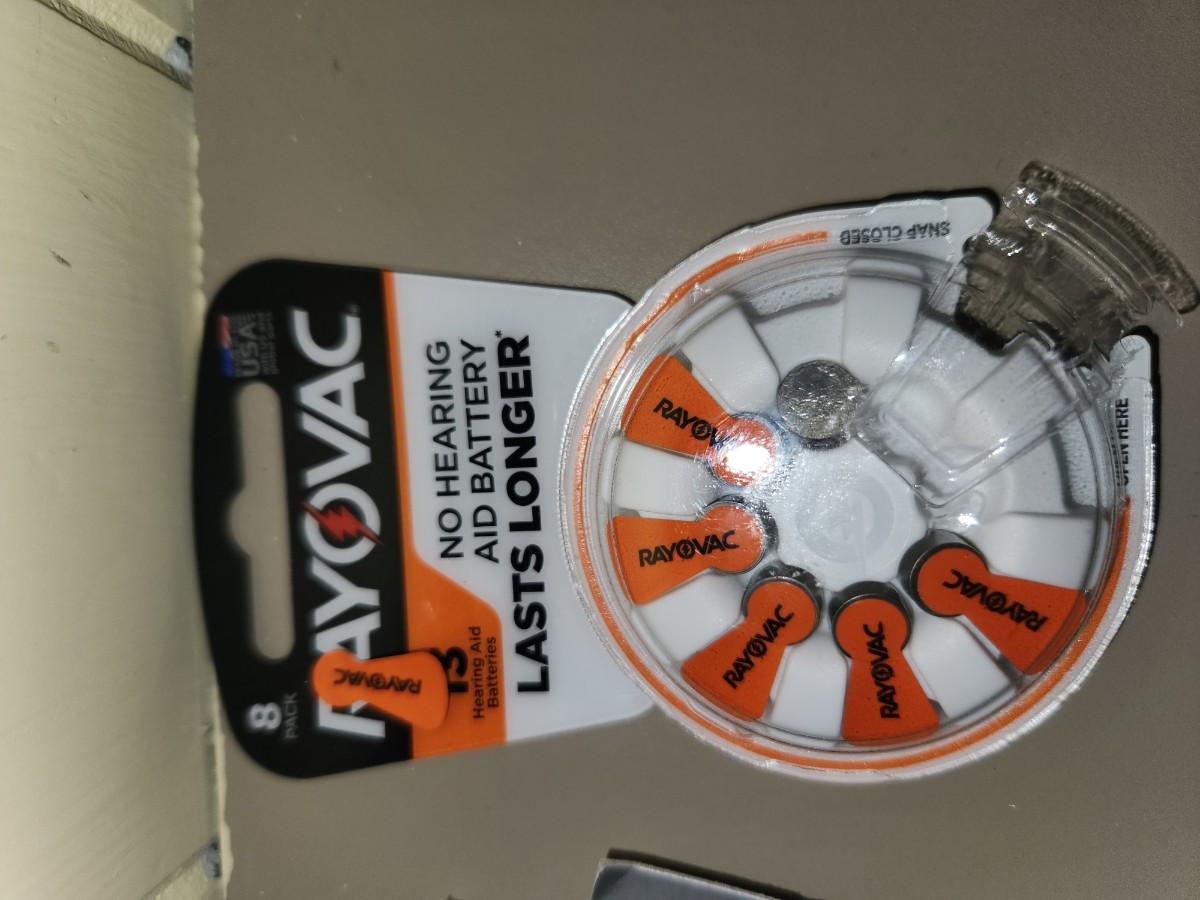 USA
RAYOVAC
8
PACK
NO HEARING
AID BATTERY
LASTS LONGER*
13
Hearing Aid
Batteries
RAYOVAC
SNAP CLOSED
OPEN HERE
RAYOVAC
RAYOVAC
RAYOVAC
RAYOVAC
RAYOVAC